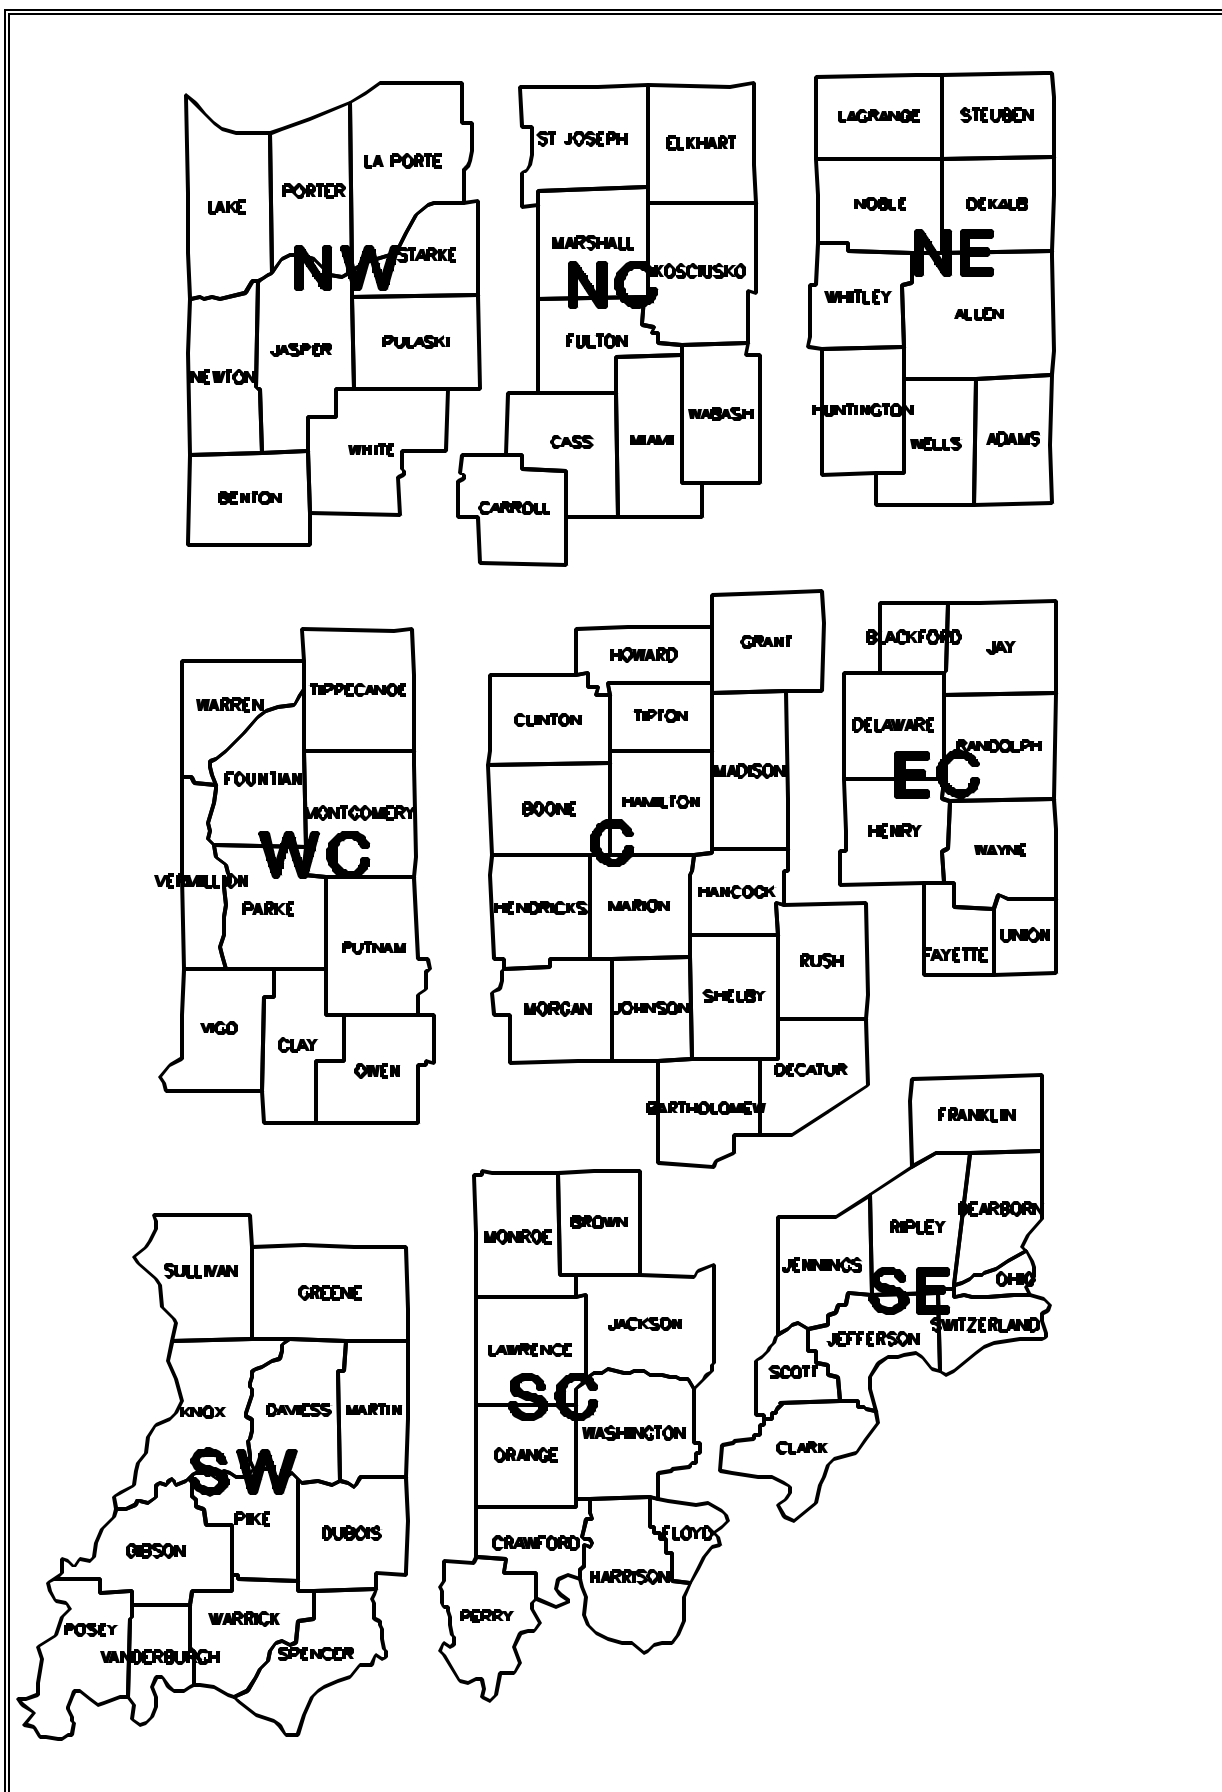 LAKE
PORTER
LA PORTE
NW
STARKE
NEWTON
JASPER
PULASKI
WHITE
BENTON
ST JOSEPH
ELKHART
MARSHALL
NC
KOSCIUSKO
FULTON
CASS
MIAMI
WABASH
CARROLL
LAGRANGE
STEUBEN
NOBLE
DEKALB
NE
WHITLEY
ALLEN
HUNTINGTON
WELLS
ADAMS
WARREN
TIPPECANOE
FOUNTIAN
MONTGOMERY
WC
VERMILLION
PARKE
PUTNAM
VIGO
CLAY
OWEN
HOWARD
GRANT
CLINTON
TIPTON
MADISON
BOONE
HAMILTON
C
HENDRICKS
MARION
HANCOCK
MORGAN
JOHNSON
SHELBY
RUSH
DECATUR
BARTHOLOMEW
BLACKFORD
JAY
DELAWARE
RANDOLPH
EC
HENRY
WAYNE
FAYETTE
UNION
SULLIVAN
GREENE
KNOX
DAVIESS
MARTIN
SW
PIKE
DUBOIS
GIBSON
POSEY
VANDERBURGH
WARRICK
SPENCER
MONROE
BROWN
LAWRENCE
JACKSON
SC
ORANGE
WASHINGTON
CRAWFORD
FLOYD
HARRISON
PERRY
FRANKLIN
RIPLEY
DEARBORN
JENNINGS
SE
OHIO
JEFFERSON
SWITZERLAND
SCOTT
CLARK